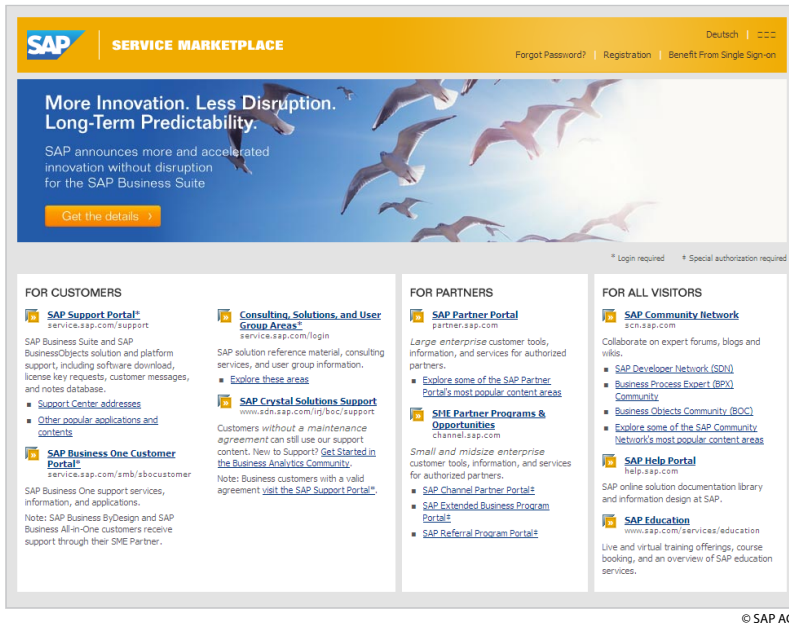 SAP
SERVICE MARKETPLACE
Deutsch |
Forgot Password? | Registration | Benefit From Single Sign-on
More Innovation. Less Disruption.
Long-Term Predictability.
SAP announces more and accelerated
innovation without disruption
for the SAP Business Suite
Get the details ›
* Login required ‡ Special authorization required
FOR CUSTOMERS
SAP Support Portal*
service.sap.com/support
SAP Business Suite and SAP
BusinessObjects solution and platform
support, including software download,
license key requests, customer messages,
and notes database.
Support Center addresses
Other popular applications and
contents
SAP Business One Customer
Portal*
service.sap.com/smb/sbocustomer
SAP Business One support services,
information, and applications.
Note: SAP Business ByDesign and SAP
Business All-in-One customers receive
support through their SME Partner.
Consulting, Solutions, and User
Group Areas*
service.sap.com/login
SAP solution reference material, consulting
services, and user group information.
Explore these areas
SAP Crystal Solutions Support
www.sdn.sap.com/irj/boc/support
Customers without a maintenance
agreement can still use our support
content. New to Support? Get Started in
the Business Analytics Community.
Note: Business customers with a valid
agreement visit the SAP Support Portal*.
FOR PARTNERS
SAP Partner Portal
partner.sap.com
Large enterprise customer tools,
information, and services for authorized
partners.
Explore some of the SAP Partner
Portal's most popular content areas
SME Partner Programs &
Opportunities
channel.sap.com
Small and midsize enterprise
customer tools, information, and services
for authorized partners.
SAP Channel Partner Portal‡
SAP Extended Business Program
Portal‡
SAP Referral Program Portal‡
FOR ALL VISITORS
SAP Community Network
scn.sap.com
Collaborate on expert forums, blogs and
wikis.
SAP Developer Network (SDN)
Business Process Expert (BPX)
Community
Business Objects Community (BOC)
Explore some of the SAP Community
Network's most popular content areas
SAP Help Portal
help.sap.com
SAP online solution documentation library
and information design at SAP.
SAP Education
www.sap.com/services/education
Live and virtual training offerings, course
booking, and an overview of SAP education
services.
© SAP AG